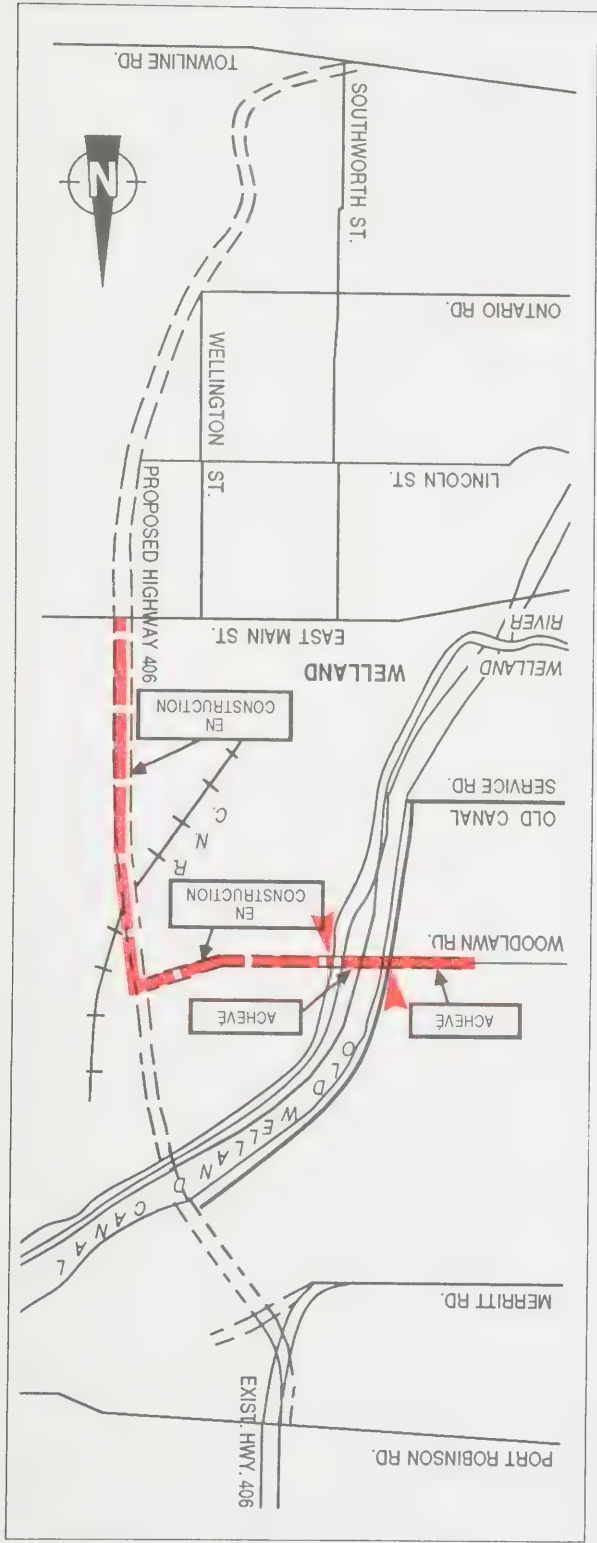 PORT ROBINSON RD.
EXIST. HWY. 406
MERRITT RD.
OLD WELLAND CANAL
ACHEVÉ
ACHEVÉ
WOODLAWN RD.
EN
CONSTRUCTION
C. N. R.
OLD CANAL
SERVICE RD.
EN
CONSTRUCTION
WELLAND
WELLAND
RIVER
EAST MAIN ST.
PROPOSED HIGHWAY 406
LINCOLN ST.
WELLINGTON ST.
ONTARIO RD.
SOUTHWORTH ST.
N
TOWNLINE RD.